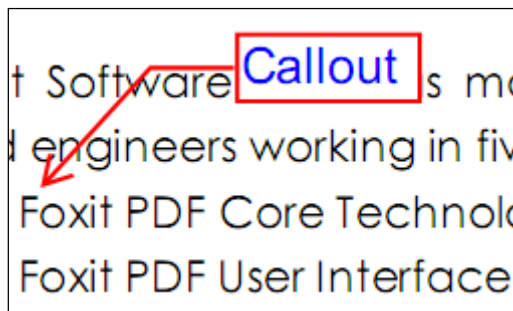 t Software Callout s mo
d engineers working in fiv
Foxit PDF Core Technolo
Foxit PDF User Interface